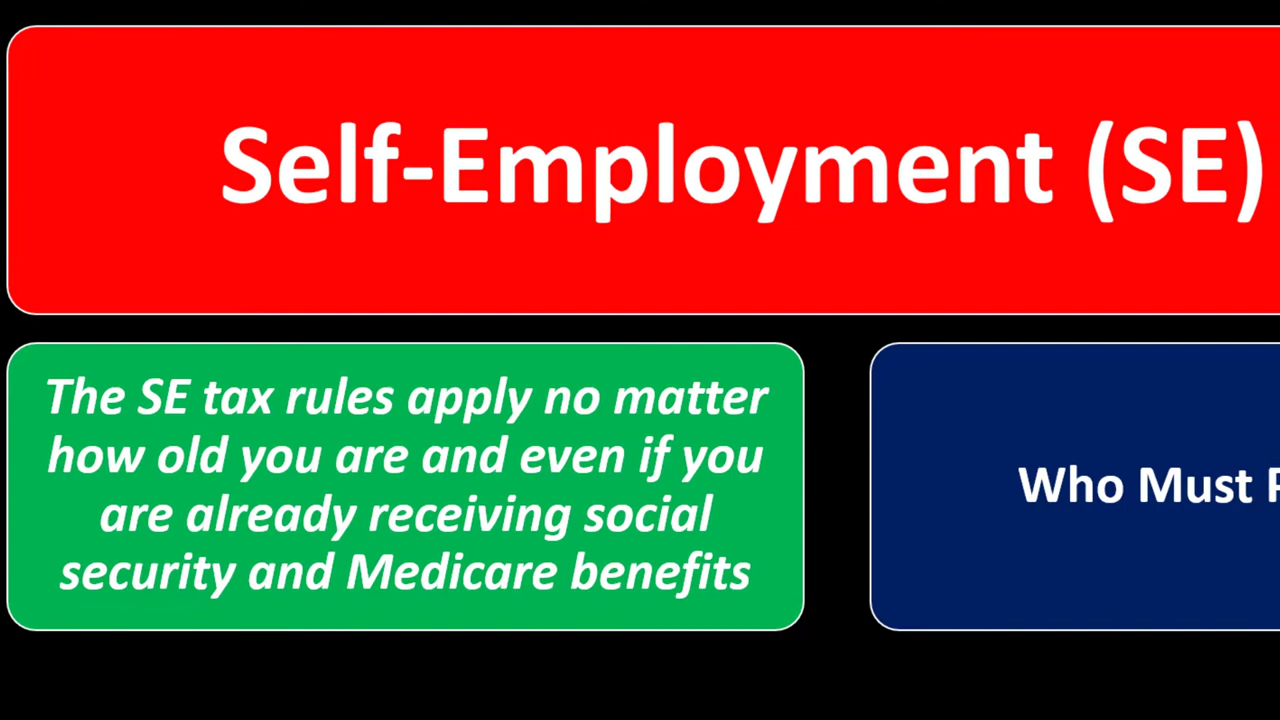 Self-Employment (SE)
The SE tax rules apply no matter
how old you are and even if you
are already receiving social
security and Medicare benefits
Who Must